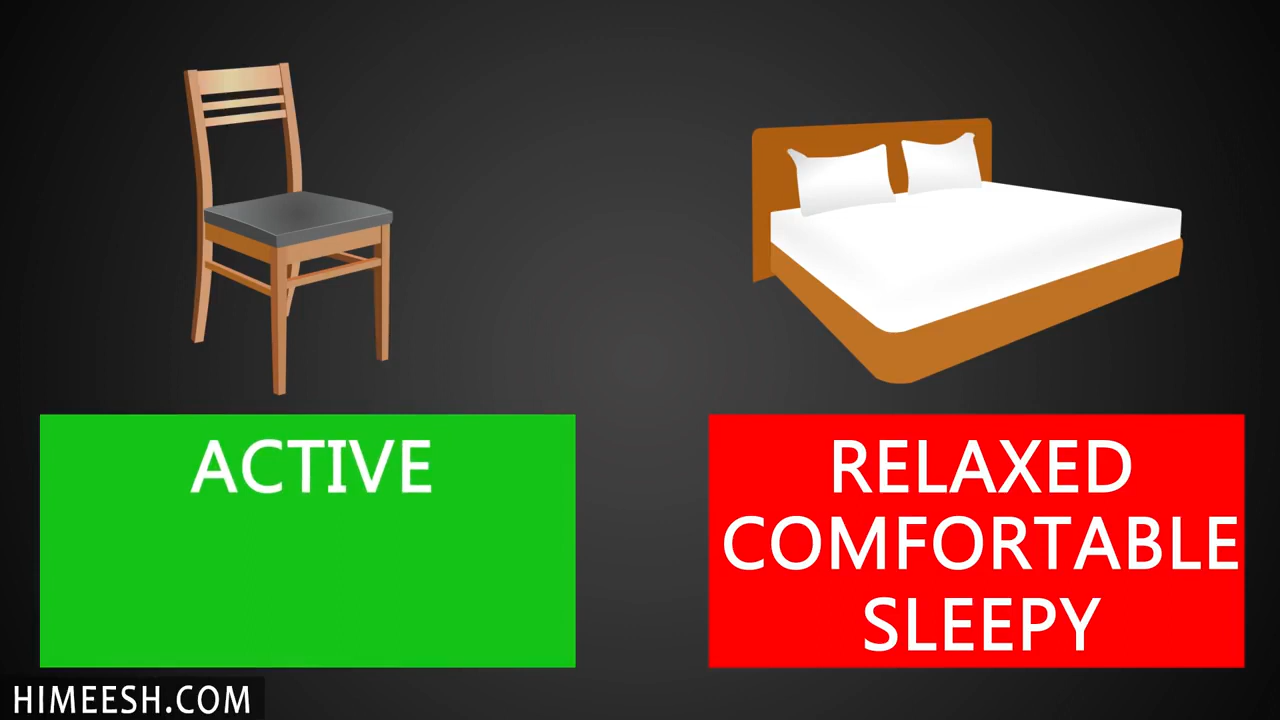 ACTIVE
RELAXED
COMFORTABLE
SLEEPY
HIMEESH.COM